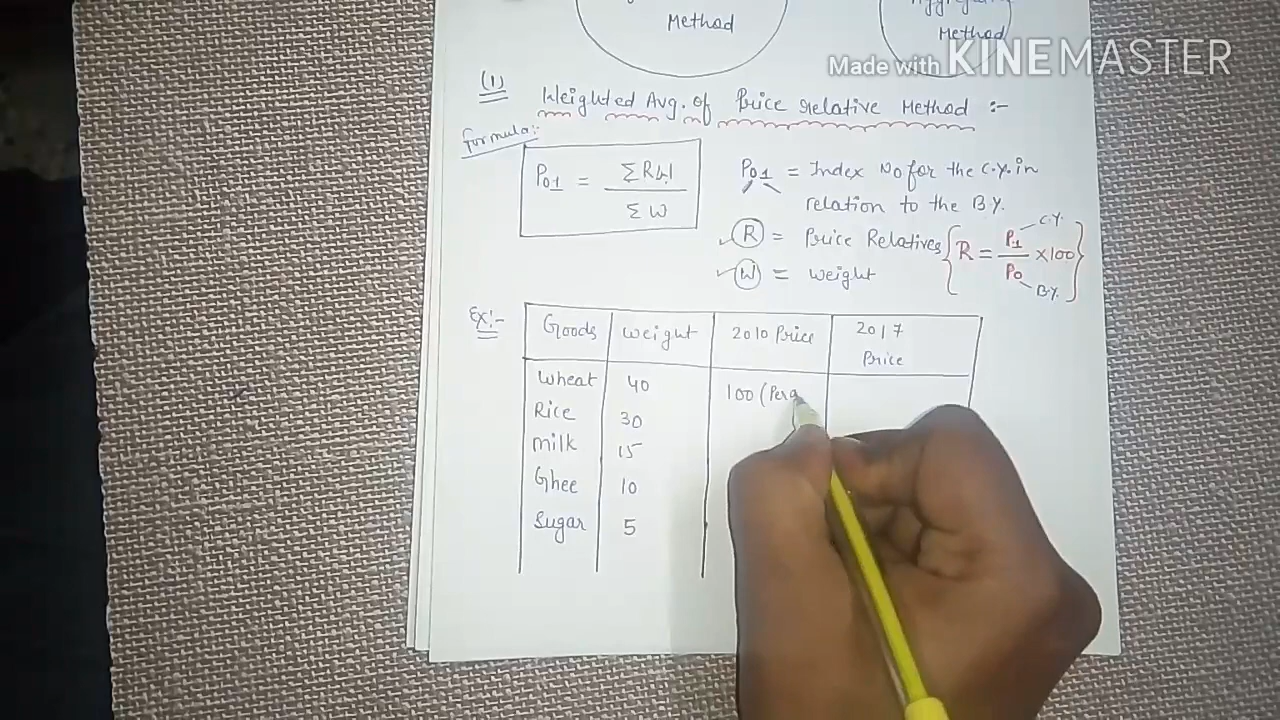 Method
Method
Made with KINEMASTER
(1) Weighted Avg. of Price Relative Method :-
Formula:-
P01 = ΣRW / ΣW
P01 = Index No for the C.Y. in
relation to the B.Y.
R = Price Relatives { R = P1 / P0 ×100 }
C.Y.
B.Y.
W = Weight
Ex:-
Goods Weight 2010 Price 2017 Price
Wheat 40 100 (Per
Rice 30
Milk 15
Ghee 10
Sugar 5